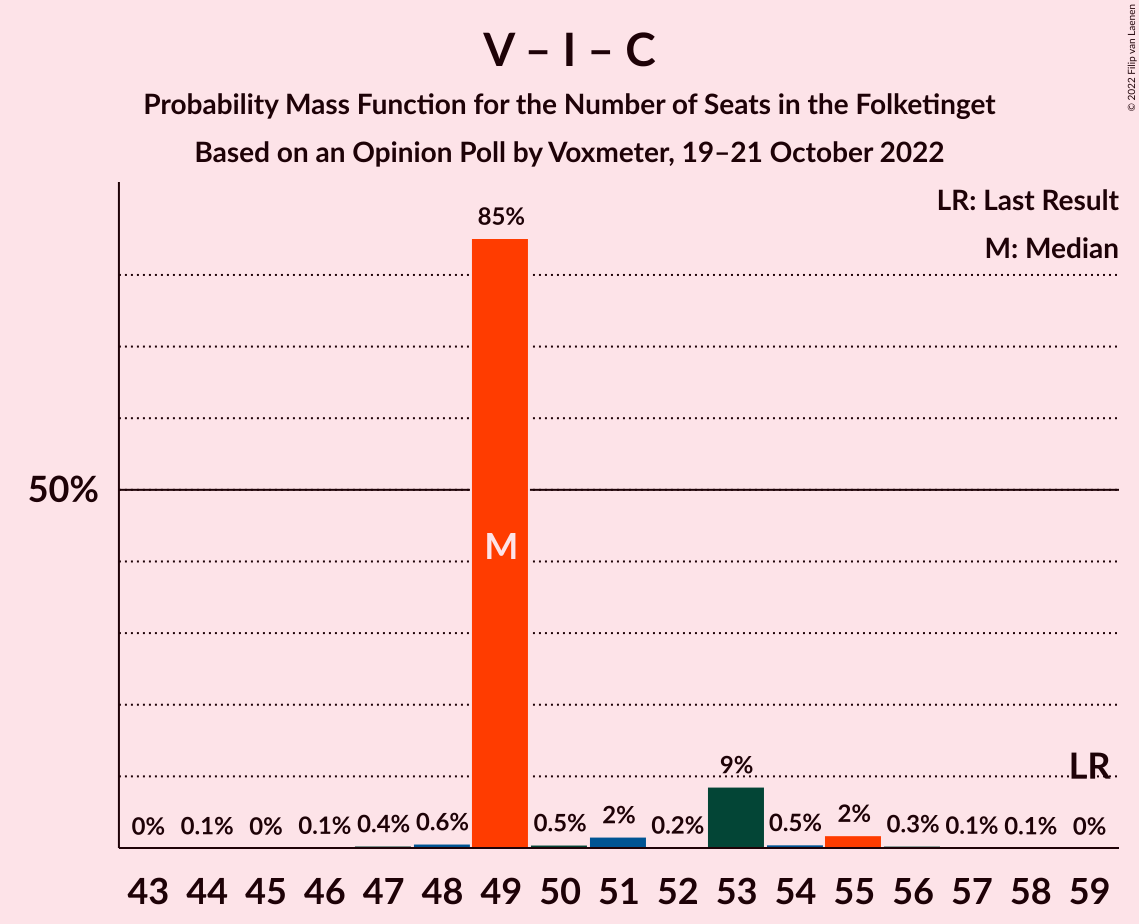 V – I – C
Probability Mass Function for the Number of Seats in the Folketinget
Based on an Opinion Poll by Voxmeter, 19–21 October 2022
© 2022 Filip van Laenen
LR: Last Result
M: Median
85%
50%
M
LR
0% 0.1% 0% 0.1% 0.4% 0.6% 0.5% 2% 0.2% 9% 0.5% 2% 0.3% 0.1% 0.1% 0%
43 44 45 46 47 48 49 50 51 52 53 54 55 56 57 58 59